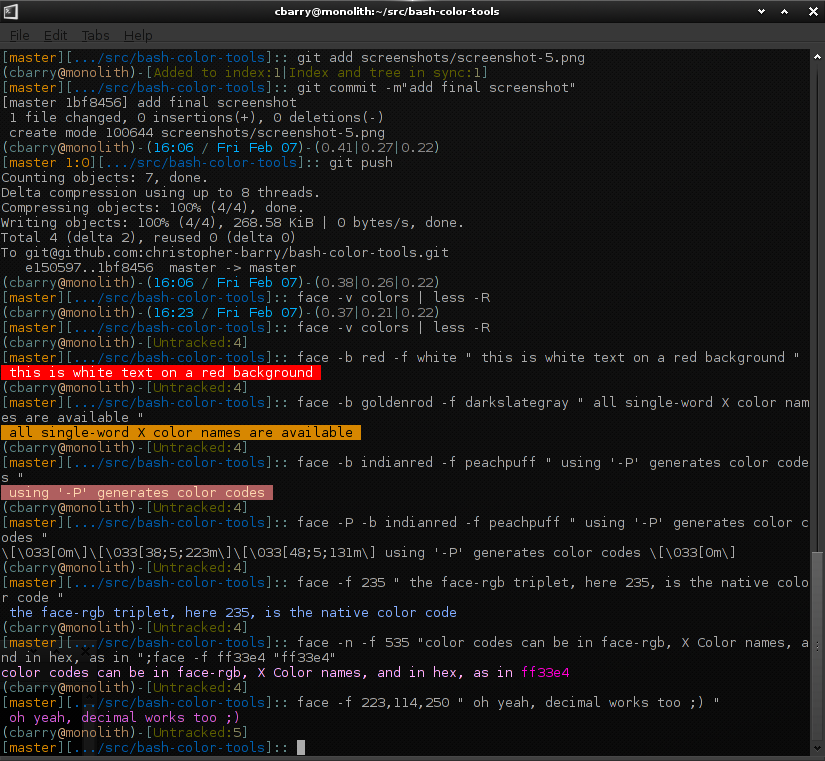 cbarry@monolith:~/src/bash-color-tools
File Edit Tabs Help
[master][.../src/bash-color-tools]:: git add screenshots/screenshot-5.png
(cbarry@monolith)-[Added to index:1|Index and tree in sync:1]
[master][.../src/bash-color-tools]:: git commit -m"add final screenshot"
[master 1bf8456] add final screenshot
 1 file changed, 0 insertions(+), 0 deletions(-)
 create mode 100644 screenshots/screenshot-5.png
(cbarry@monolith)-(16:06 / Fri Feb 07)-(0.41|0.27|0.22)
[master 1:0][.../src/bash-color-tools]:: git push
Counting objects: 7, done.
Delta compression using up to 8 threads.
Compressing objects: 100% (4/4), done.
Writing objects: 100% (4/4), 268.58 KiB | 0 bytes/s, done.
Total 4 (delta 2), reused 0 (delta 0)
To git@github.com:christopher-barry/bash-color-tools.git
   e150597..1bf8456  master -> master
(cbarry@monolith)-(16:06 / Fri Feb 07)-(0.38|0.26|0.22)
[master][.../src/bash-color-tools]:: face -v colors | less -R
(cbarry@monolith)-(16:23 / Fri Feb 07)-(0.37|0.21|0.22)
[master][.../src/bash-color-tools]:: face -v colors | less -R
(cbarry@monolith)-[Untracked:4]
[master][.../src/bash-color-tools]:: face -b red -f white " this is white text on a red background "
 this is white text on a red background
(cbarry@monolith)-[Untracked:4]
[master][.../src/bash-color-tools]:: face -b goldenrod -f darkslategray " all single-word X color nam
es are available "
 all single-word X color names are available
(cbarry@monolith)-[Untracked:4]
[master][.../src/bash-color-tools]:: face -b indianred -f peachpuff " using '-P' generates color code
s "
 using '-P' generates color codes
(cbarry@monolith)-[Untracked:4]
[master][.../src/bash-color-tools]:: face -P -b indianred -f peachpuff " using '-P' generates color c
odes "
\[\033[0m\]\[\033[38;5;223m\]\[\033[48;5;131m\] using '-P' generates color codes \[\033[0m\]
(cbarry@monolith)-[Untracked:4]
[master][.../src/bash-color-tools]:: face -f 235 " the face-rgb triplet, here 235, is the native colo
r code "
 the face-rgb triplet, here 235, is the native color code
(cbarry@monolith)-[Untracked:4]
[master][.../src/bash-color-tools]:: face -n -f 535 "color codes can be in face-rgb, X Color names, a
nd in hex, as in ";face -f ff33e4 "ff33e4"
color codes can be in face-rgb, X Color names, and in hex, as in ff33e4
(cbarry@monolith)-[Untracked:4]
[master][.../src/bash-color-tools]:: face -f 223,114,250 " oh yeah, decimal works too ;) "
 oh yeah, decimal works too ;)
(cbarry@monolith)-[Untracked:5]
[master][.../src/bash-color-tools]::